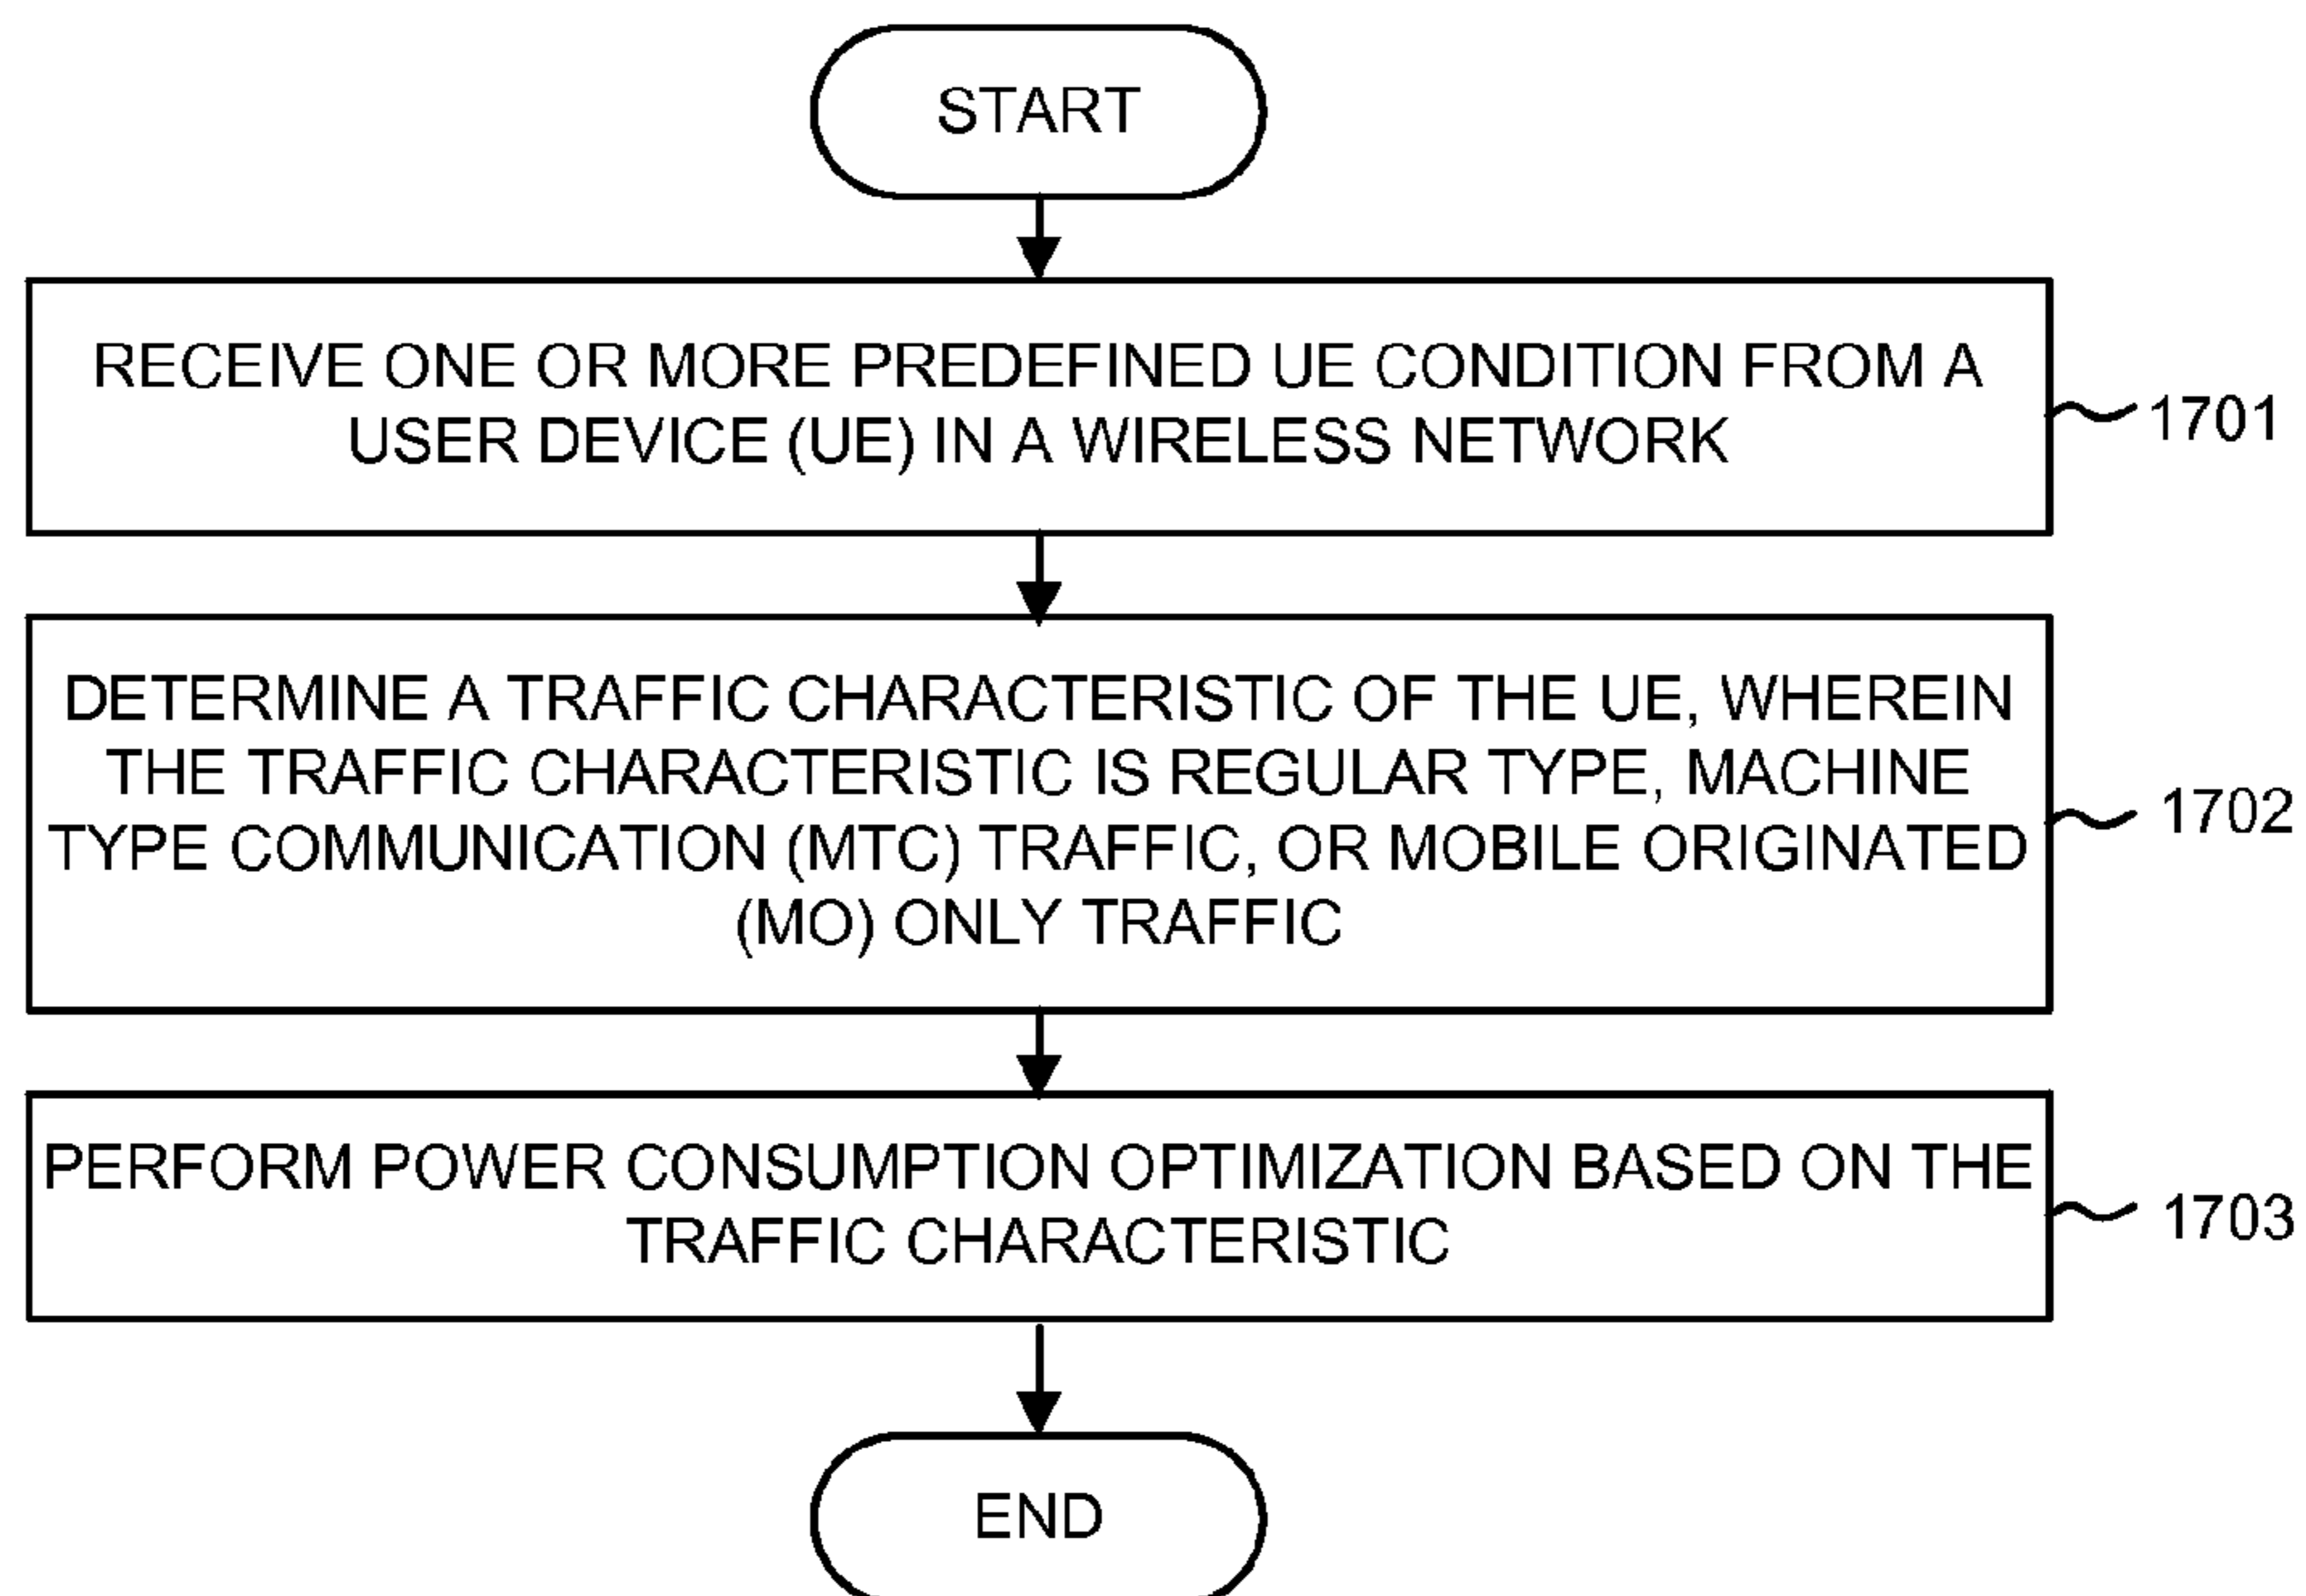 START
RECEIVE ONE OR MORE PREDEFINED UE CONDITION FROM A
USER DEVICE (UE) IN A WIRELESS NETWORK
1701
DETERMINE A TRAFFIC CHARACTERISTIC OF THE UE, WHEREIN
THE TRAFFIC CHARACTERISTIC IS REGULAR TYPE, MACHINE
TYPE COMMUNICATION (MTC) TRAFFIC, OR MOBILE ORIGINATED
(MO) ONLY TRAFFIC
1702
PERFORM POWER CONSUMPTION OPTIMIZATION BASED ON THE
TRAFFIC CHARACTERISTIC
1703
END